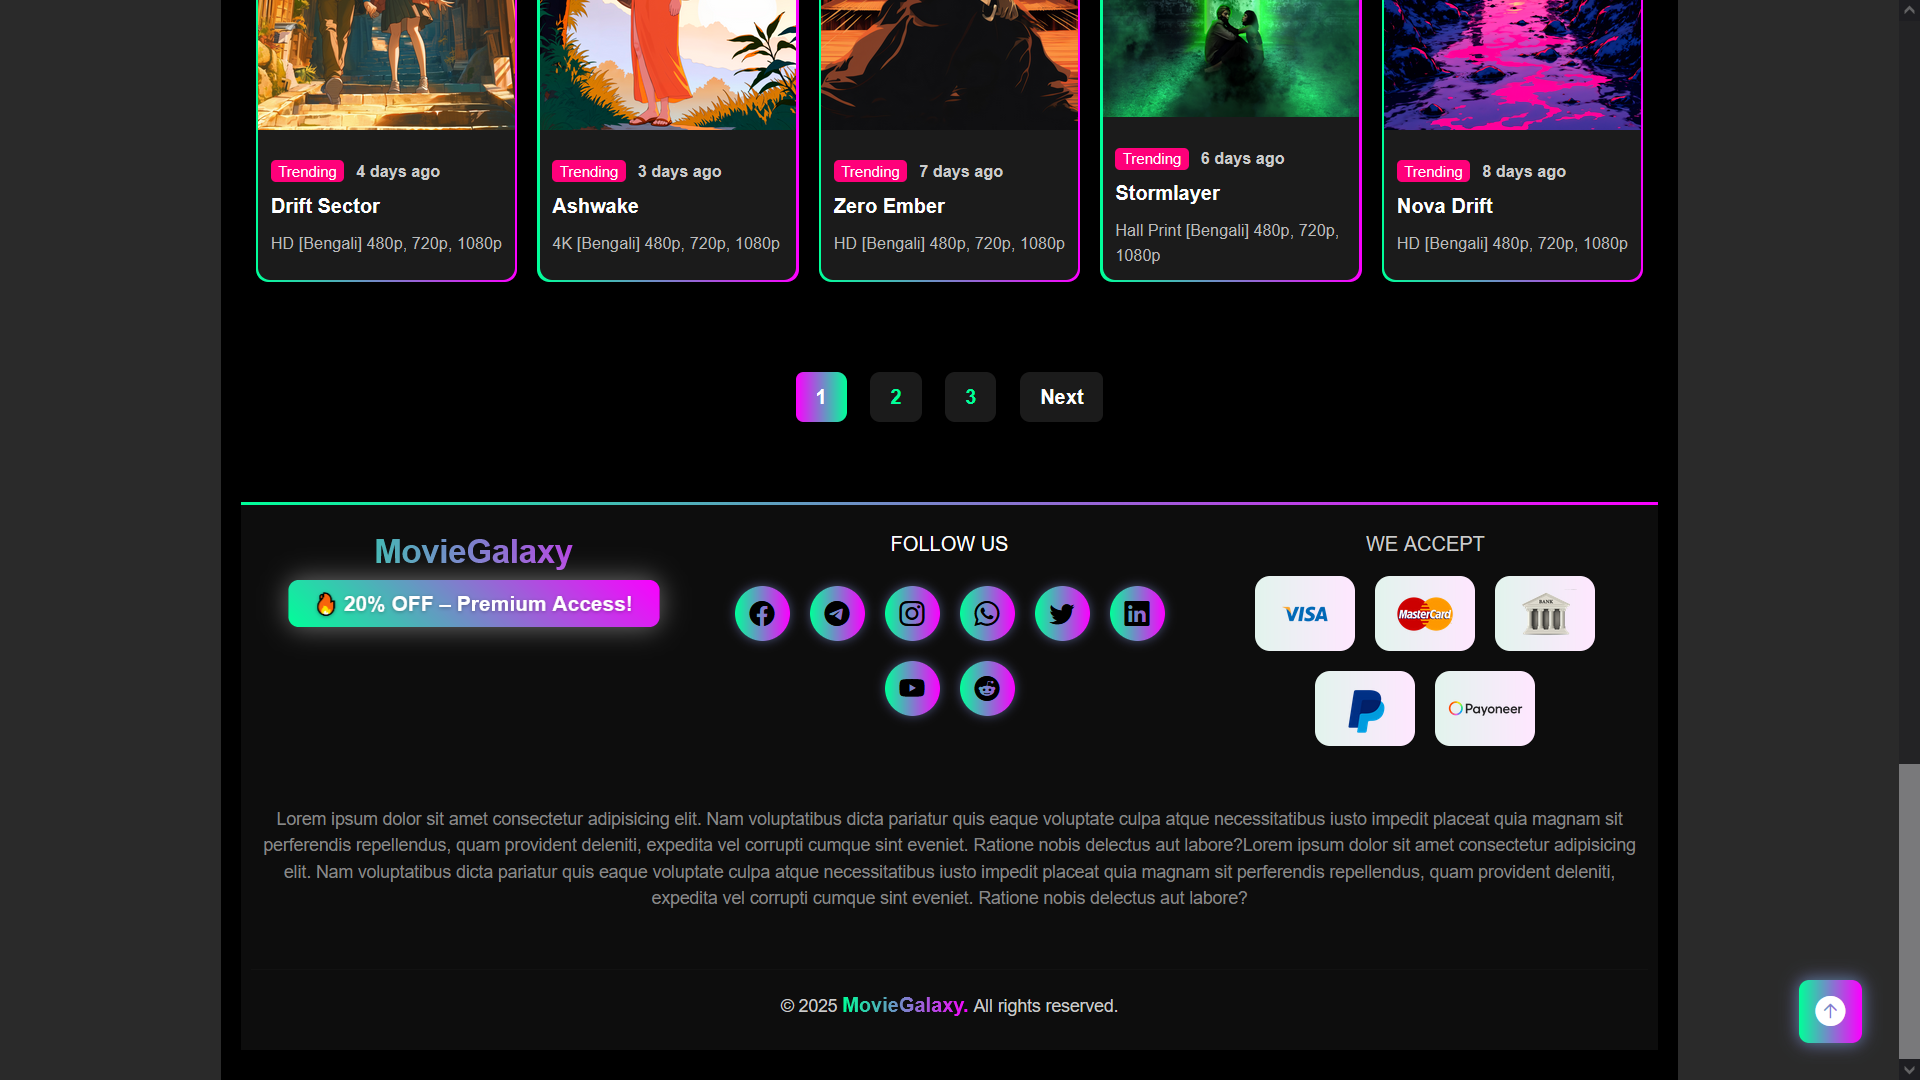 Trending 4 days ago
Drift Sector
HD [Bengali] 480p, 720p, 1080p
Trending 3 days ago
Ashwake
4K [Bengali] 480p, 720p, 1080p
Trending 7 days ago
Zero Ember
HD [Bengali] 480p, 720p, 1080p
Trending 6 days ago
Stormlayer
Hall Print [Bengali] 480p, 720p,
1080p
Trending 8 days ago
Nova Drift
HD [Bengali] 480p, 720p, 1080p
1 2 3 Next
MovieGalaxy
🔥 20% OFF – Premium Access!
FOLLOW US
WE ACCEPT
VISA
MasterCard
BANK
Payoneer
Lorem ipsum dolor sit amet consectetur adipisicing elit. Nam voluptatibus dicta pariatur quis eaque voluptate culpa atque necessitatibus iusto impedit placeat quia magnam sit
perferendis repellendus, quam provident deleniti, expedita vel corrupti cumque sint eveniet. Ratione nobis delectus aut labore?Lorem ipsum dolor sit amet consectetur adipisicing
elit. Nam voluptatibus dicta pariatur quis eaque voluptate culpa atque necessitatibus iusto impedit placeat quia magnam sit perferendis repellendus, quam provident deleniti,
expedita vel corrupti cumque sint eveniet. Ratione nobis delectus aut labore?
© 2025 MovieGalaxy. All rights reserved.